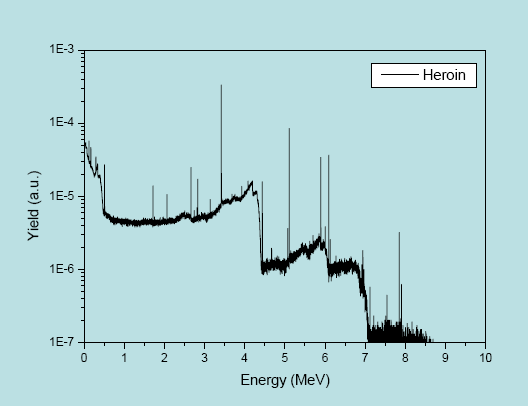 1E-3
Heroin
1E-4
1E-5
Yield (a.u.)
1E-6
1E-7
0 1 2 3 4 5 6 7 8 9 10
Energy (MeV)